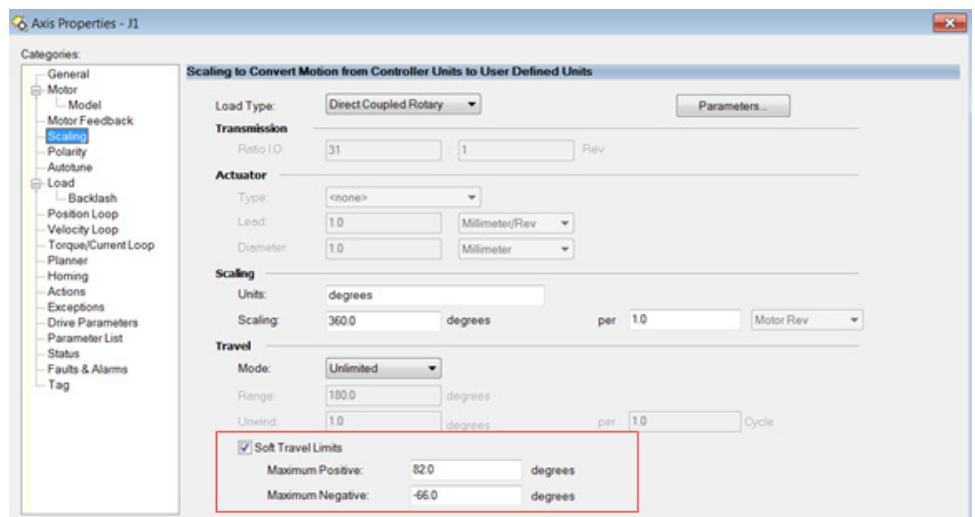 Axis Properties - J1
Categories:
General
Motor
Model
Motor Feedback
Scaling
Polarity
Autotune
Load
Backlash
Position Loop
Velocity Loop
Torque/Current Loop
Planner
Homing
Actions
Exceptions
Drive Parameters
Parameter List
Status
Faults & Alarms
Tag
Scaling to Convert Motion from Controller Units to User Defined Units
Load Type: Direct Coupled Rotary Parameters...
Transmission
Ratio I:O: 31 : 1 Rev
Actuator
Type: <none>
Lead: 1.0 Millimeter/Rev
Diameter: 1.0 Millimeter
Scaling
Units: degrees
Scaling: 360.0 degrees per 1.0 Motor Rev
Travel
Mode: Unlimited
Range: 180.0 degrees
Unwind: 1.0 degrees per 1.0 Cycle
Soft Travel Limits
Maximum Positive: 82.0 degrees
Maximum Negative: -66.0 degrees